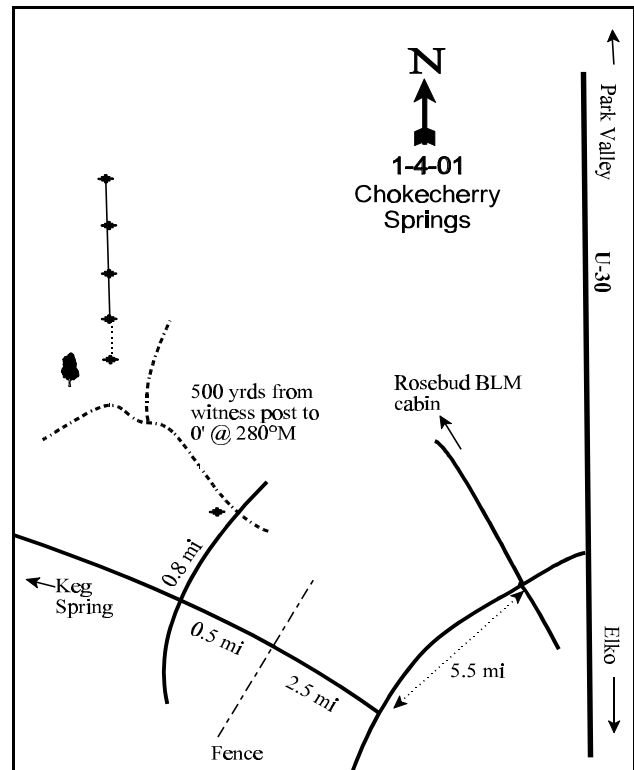 N
1-4-01
Chokecherry
Springs
Park Valley
U-30
Rosebud BLM
cabin
500 yrds from
witness post to
0' @ 280°M
0.8 mi
Keg
Spring
0.5 mi
2.5 mi
5.5 mi
Elko
Fence